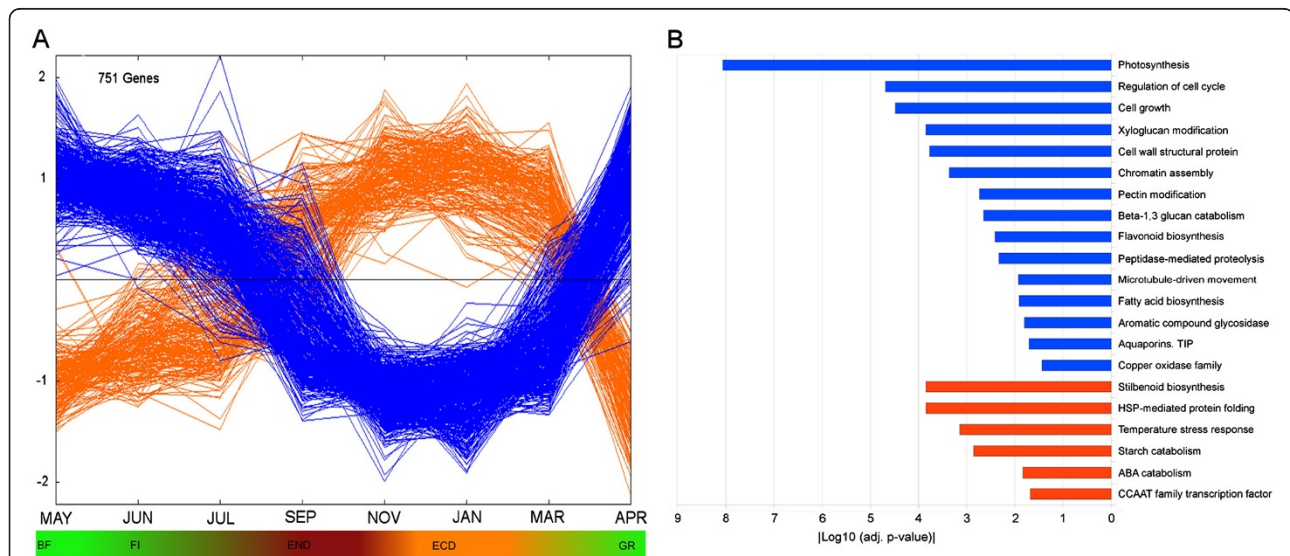 A
751 Genes
2
1
-1
-2
MAY JUN JUL SEP NOV JAN MAR APR
BF FI END ECD GR
B
Photosynthesis
Regulation of cell cycle
Cell growth
Xyloglucan modification
Cell wall structural protein
Chromatin assembly
Pectin modification
Beta-1,3 glucan catabolism
Flavonoid biosynthesis
Peptidase-mediated proteolysis
Microtubule-driven movement
Fatty acid biosynthesis
Aromatic compound glycosidase
Aquaporins. TIP
Copper oxidase family
Stilbenoid biosynthesis
HSP-mediated protein folding
Temperature stress response
Starch catabolism
ABA catabolism
CCAAT family transcription factor
9 8 7 6 5 4 3 2 1 0
|Log10 (adj. p-value)|